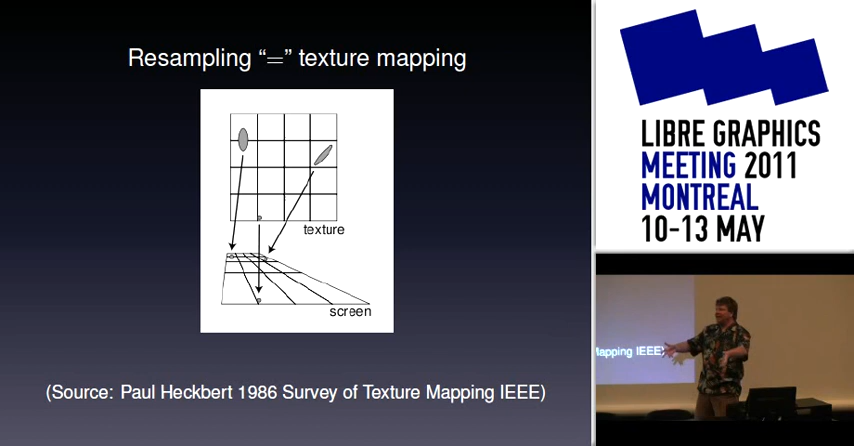 Resampling “=” texture mapping
texture
screen
(Source: Paul Heckbert 1986 Survey of Texture Mapping IEEE)
LIBRE GRAPHICS
MEETING 2011
MONTREAL
10-13 MAY
Mapping IEEE)